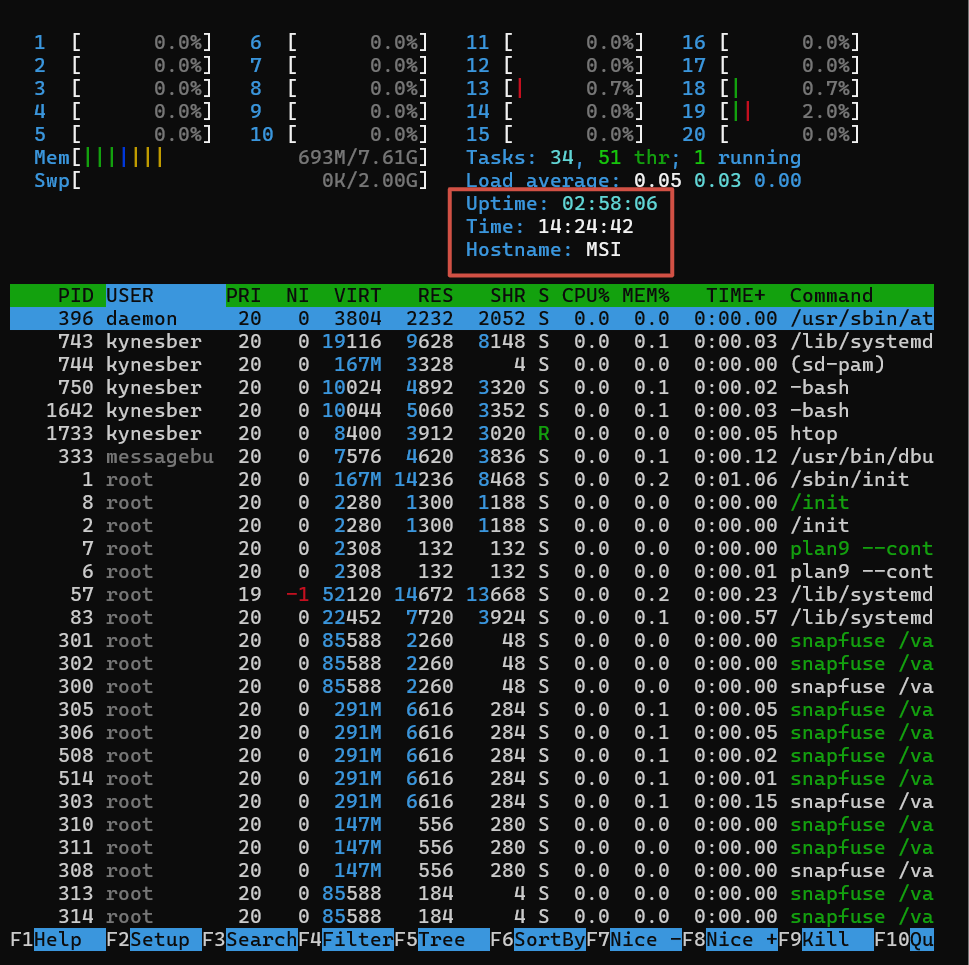 1 [ 0.0%] 6 [ 0.0%] 11 [ 0.0%] 16 [ 0.0%]
2 [ 0.0%] 7 [ 0.0%] 12 [ 0.0%] 17 [ 0.0%]
3 [ 0.0%] 8 [ 0.0%] 13 [| 0.7%] 18 [| 0.7%]
4 [ 0.0%] 9 [ 0.0%] 14 [ 0.0%] 19 [|| 2.0%]
5 [ 0.0%] 10 [ 0.0%] 15 [ 0.0%] 20 [ 0.0%]
Mem[||||||| 693M/7.61G] Tasks: 34, 51 thr; 1 running
Swp[ 0K/2.00G] Load average: 0.05 0.03 0.00
Uptime: 02:58:06
Time: 14:24:42
Hostname: MSI
PID USER PRI NI VIRT RES SHR S CPU% MEM% TIME+ Command
396 daemon 20 0 3804 2232 2052 S 0.0 0.0 0:00.00 /usr/sbin/at
743 kynesber 20 0 19116 9628 8148 S 0.0 0.1 0:00.03 /lib/systemd
744 kynesber 20 0 167M 3328 4 S 0.0 0.0 0:00.00 (sd-pam)
750 kynesber 20 0 10024 4892 3320 S 0.0 0.1 0:00.02 -bash
1642 kynesber 20 0 10044 5060 3352 S 0.0 0.1 0:00.03 -bash
1733 kynesber 20 0 8400 3912 3020 R 0.0 0.0 0:00.05 htop
333 messagebu 20 0 7576 4620 3836 S 0.0 0.1 0:00.12 /usr/bin/dbu
1 root 20 0 167M 14236 8468 S 0.0 0.2 0:01.06 /sbin/init
8 root 20 0 2280 1300 1188 S 0.0 0.0 0:00.00 /init
2 root 20 0 2280 1300 1188 S 0.0 0.0 0:00.00 /init
7 root 20 0 2308 132 132 S 0.0 0.0 0:00.00 plan9 --cont
6 root 20 0 2308 132 132 S 0.0 0.0 0:00.01 plan9 --cont
57 root 19 -1 52120 14672 13668 S 0.0 0.2 0:00.23 /lib/systemd
83 root 20 0 22452 7720 3924 S 0.0 0.1 0:00.57 /lib/systemd
301 root 20 0 85588 2260 48 S 0.0 0.0 0:00.00 snapfuse /va
302 root 20 0 85588 2260 48 S 0.0 0.0 0:00.00 snapfuse /va
300 root 20 0 85588 2260 48 S 0.0 0.0 0:00.00 snapfuse /va
305 root 20 0 291M 6616 284 S 0.0 0.1 0:00.05 snapfuse /va
306 root 20 0 291M 6616 284 S 0.0 0.1 0:00.05 snapfuse /va
508 root 20 0 291M 6616 284 S 0.0 0.1 0:00.02 snapfuse /va
514 root 20 0 291M 6616 284 S 0.0 0.1 0:00.01 snapfuse /va
303 root 20 0 291M 6616 284 S 0.0 0.1 0:00.15 snapfuse /va
310 root 20 0 147M 556 280 S 0.0 0.0 0:00.00 snapfuse /va
311 root 20 0 147M 556 280 S 0.0 0.0 0:00.00 snapfuse /va
308 root 20 0 147M 556 280 S 0.0 0.0 0:00.00 snapfuse /va
313 root 20 0 85588 184 4 S 0.0 0.0 0:00.00 snapfuse /va
314 root 20 0 85588 184 4 S 0.0 0.0 0:00.00 snapfuse /va
F1Help F2Setup F3SearchF4FilterF5Tree F6SortByF7Nice -F8Nice +F9Kill F10Qu